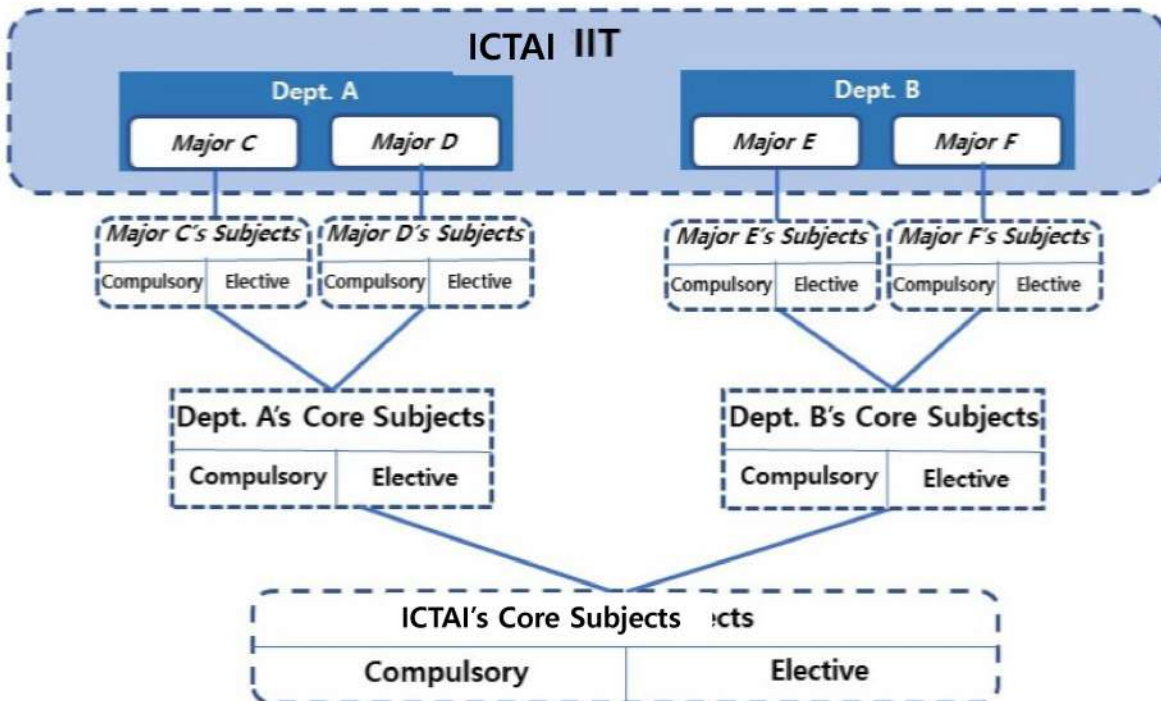 ICTAI IIT
Dept. A
Dept. B
Major C
Major D
Major E
Major F
Major C's Subjects
Major D's Subjects
Major E's Subjects
Major F's Subjects
Compulsory
Elective
Compulsory
Elective
Compulsory
Elective
Compulsory
Elective
Dept. A's Core Subjects
Dept. B's Core Subjects
Compulsory
Elective
Compulsory
Elective
ICTAI's Core Subjects ects
Compulsory
Elective